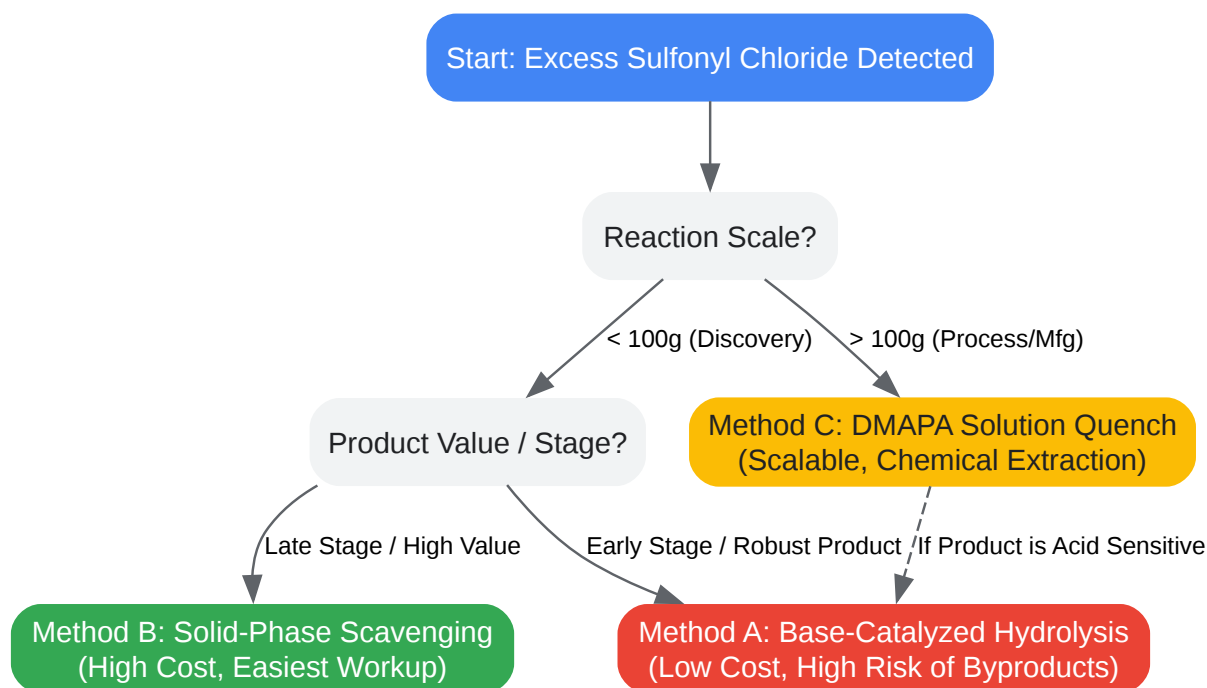 Start: Excess Sulfonyl Chloride Detected
Reaction Scale?
< 100g (Discovery)
> 100g (Process/Mfg)
Product Value / Stage?
Method C: DMAPA Solution Quench
(Scalable, Chemical Extraction)
Late Stage / High Value
Early Stage / Robust Product
If Product is Acid Sensitive
Method B: Solid-Phase Scavenging
(High Cost, Easiest Workup)
Method A: Base-Catalyzed Hydrolysis
(Low Cost, High Risk of Byproducts)